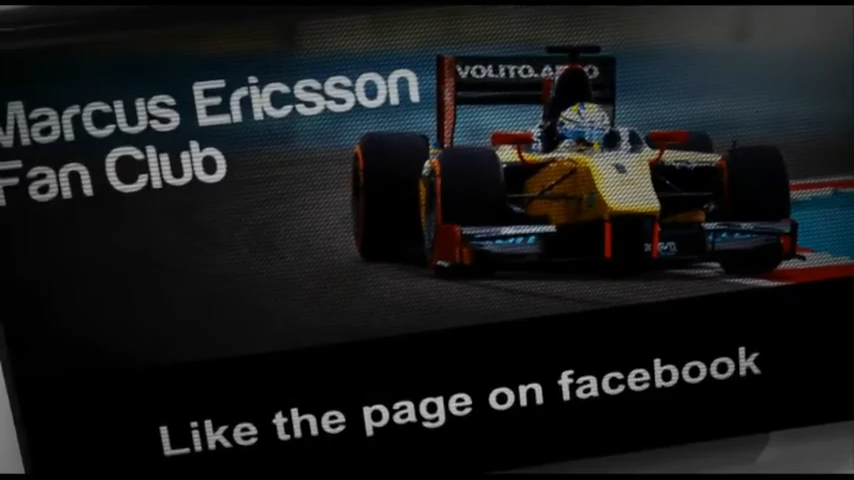 Marcus Ericsson
Fan Club
VOLITO.AERO
Like the page on facebook